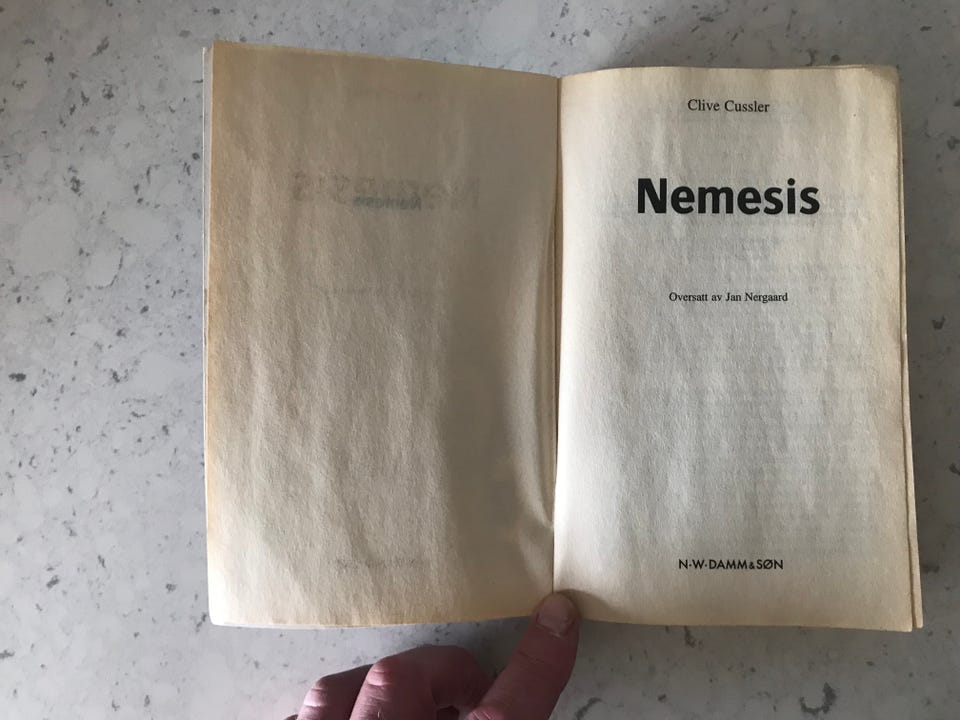 Clive Cussler
Nemesis
Oversatt av Jan Nergaard
N·W·DAMM&SØN